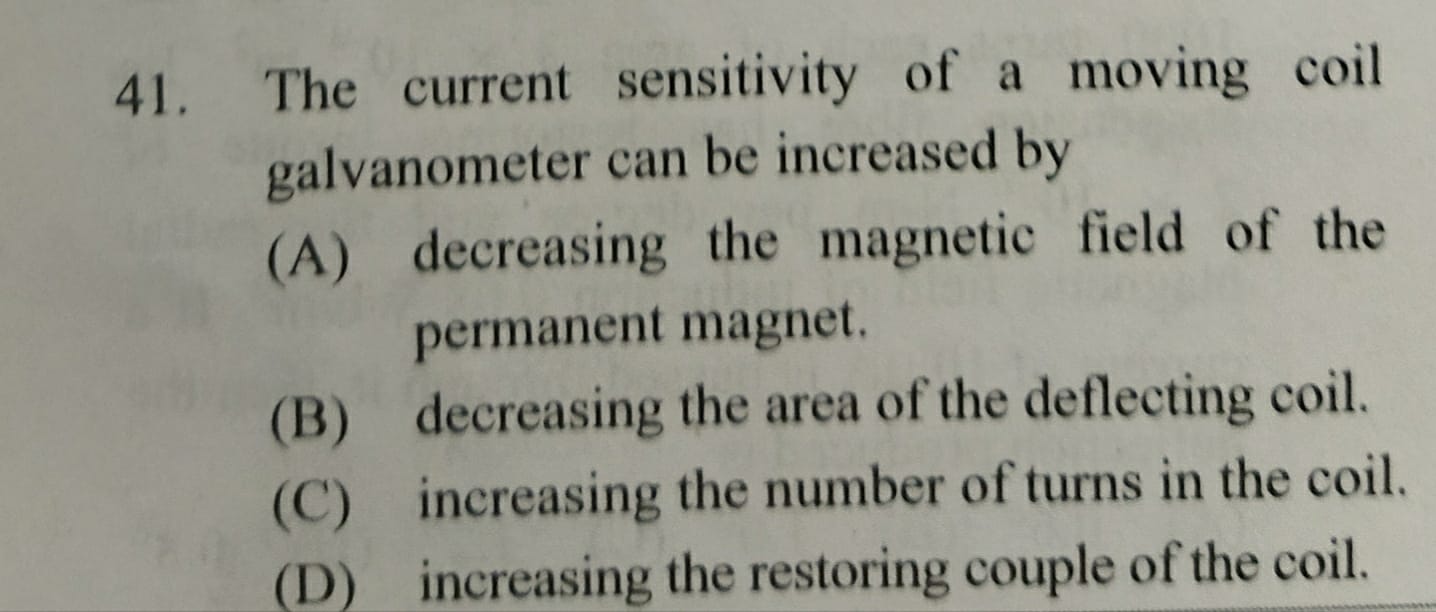 41. The current sensitivity of a moving coil
galvanometer can be increased by
(A) decreasing the magnetic field of the
permanent magnet.
(B) decreasing the area of the deflecting coil.
(C) increasing the number of turns in the coil.
(D) increasing the restoring couple of the coil.